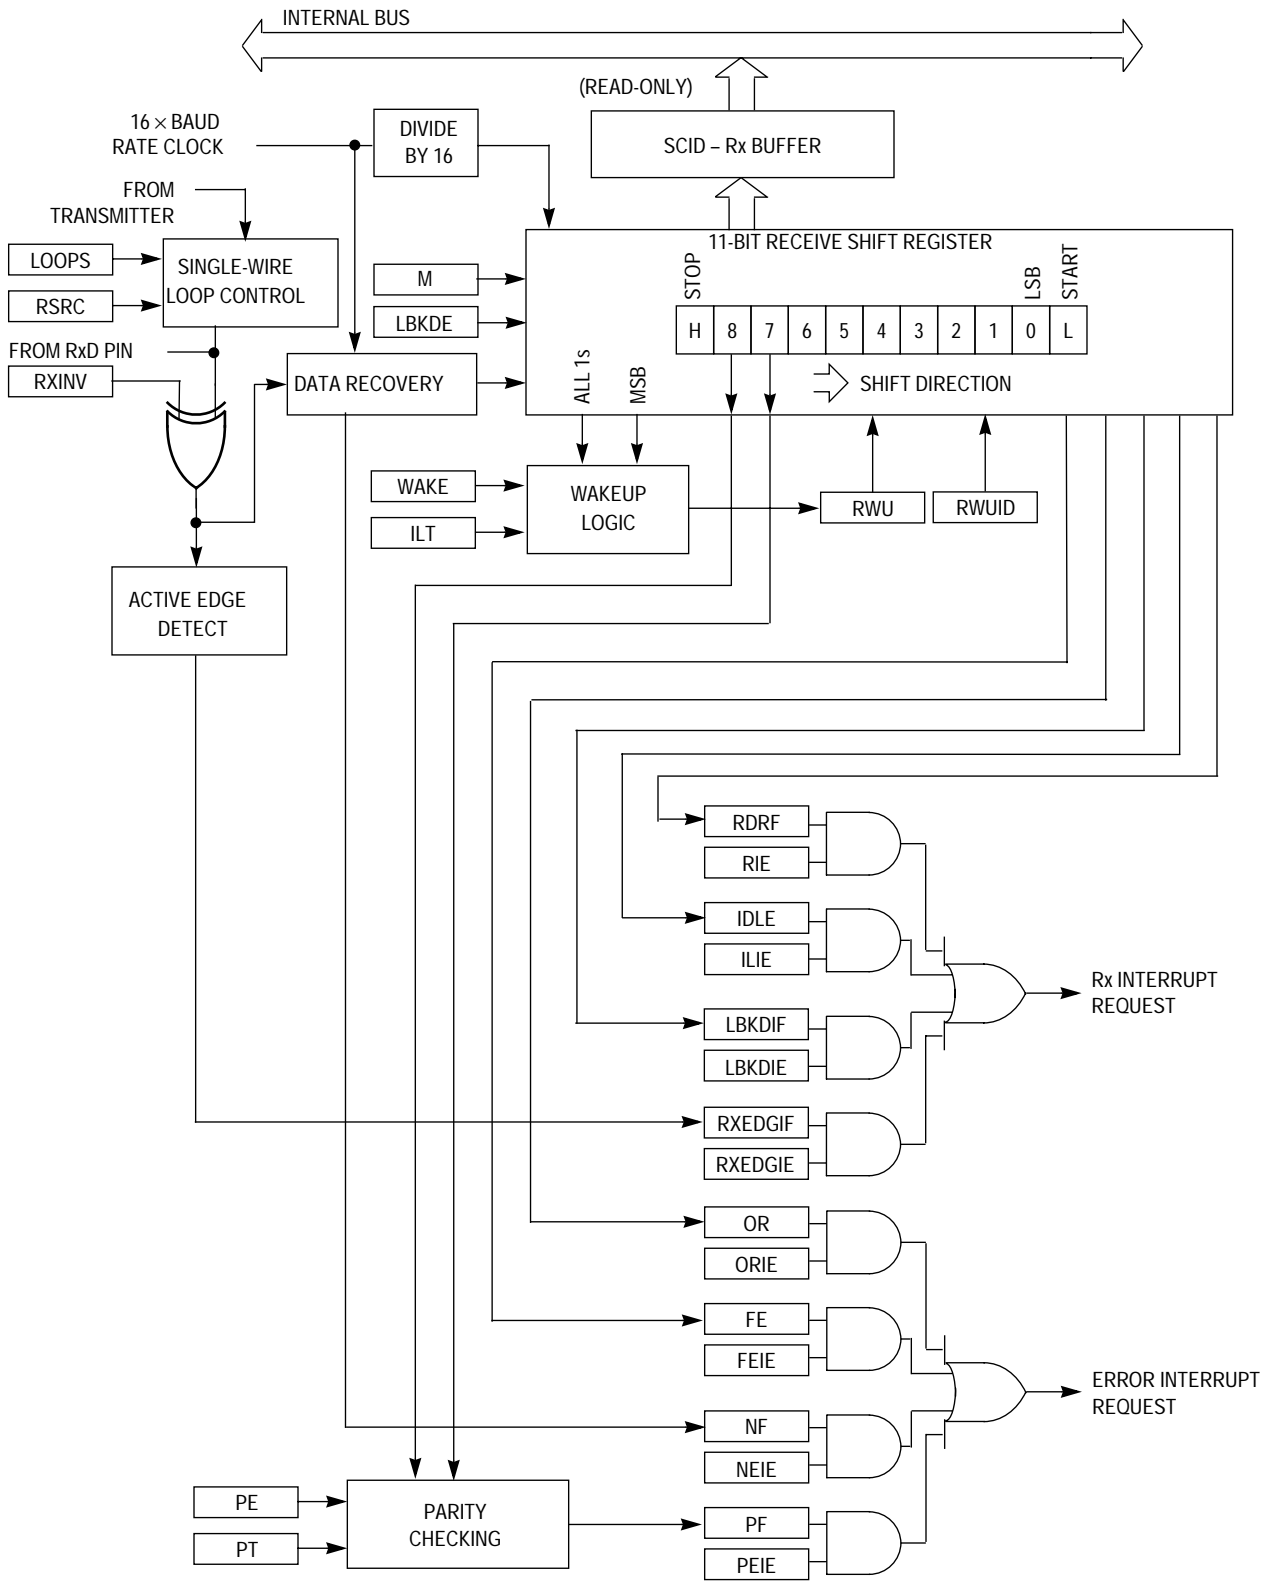 INTERNAL BUS
(READ-ONLY)
16 × BAUD
RATE CLOCK
DIVIDE
BY 16
SCID – Rx BUFFER
FROM
TRANSMITTER
LOOPS
RSRC
SINGLE-WIRE
LOOP CONTROL
11-BIT RECEIVE SHIFT REGISTER
M
LBKDE
STOP
LSB
START
H 8 7 6 5 4 3 2 1 0 L
FROM RxD PIN
RXINV
DATA RECOVERY
ALL 1s
MSB
SHIFT DIRECTION
WAKE
ILT
WAKEUP
LOGIC
RWU
RWUID
ACTIVE EDGE
DETECT
RDRF
RIE
IDLE
ILIE
Rx INTERRUPT
REQUEST
LBKDIF
LBKDIE
RXEDGIF
RXEDGIE
OR
ORIE
FE
FEIE
ERROR INTERRUPT
REQUEST
NF
NEIE
PE
PT
PARITY
CHECKING
PF
PEIE